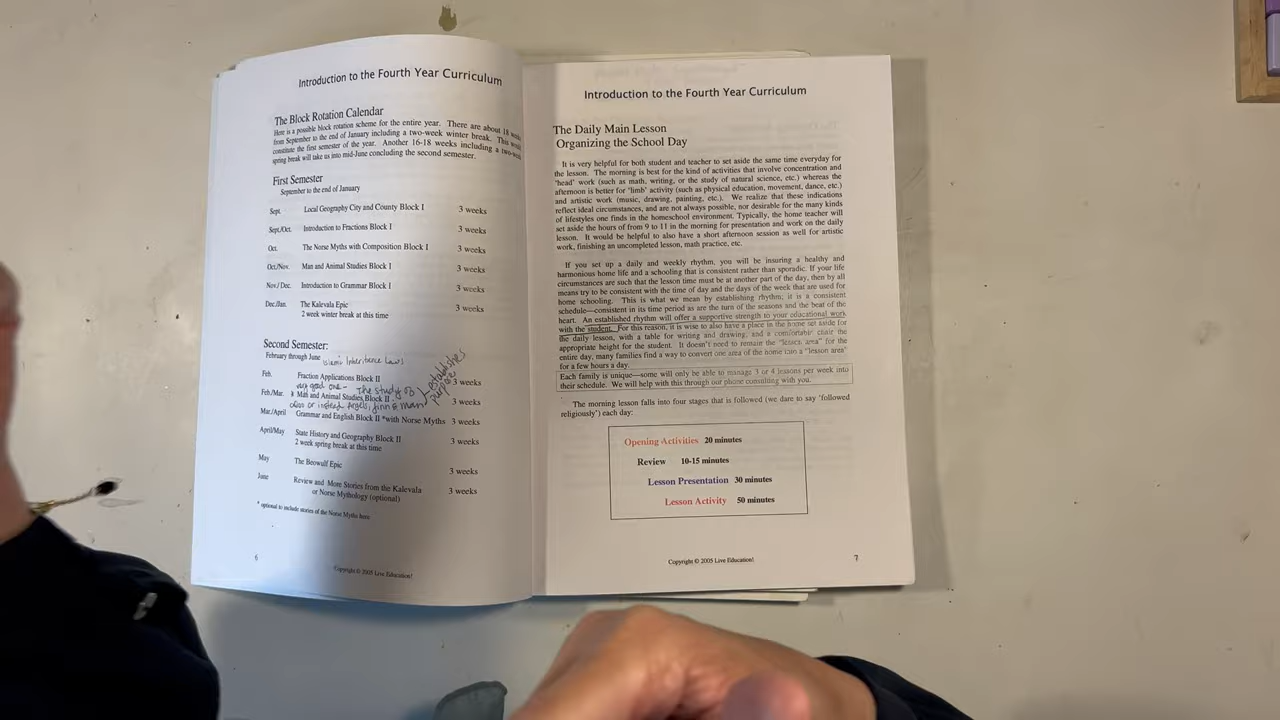 Introduction to the Fourth Year Curriculum
The Block Rotation Calendar
Here is a possible block rotation scheme for the entire year. There are about 18 weeks
from September to the end of January including a two-week winter break. This would
constitute the first semester of the year. Another 16-18 weeks including a two-week
spring break will take us into mid-June concluding the second semester.
First Semester
September to the end of January
Sept. Local Geography City and County Block I 3 weeks
Sept./Oct. Introduction to Fractions Block I 3 weeks
Oct. The Norse Myths with Composition Block I 3 weeks
Oct/Nov. Man and Animal Studies Block I 3 weeks
Nov./ Dec. Introduction to Grammar Block I 3 weeks
Dec/Jan. The Kalevala Epic 3 weeks
2 week winter break at this time
Second Semester:
February through June Islamic Inheritance Laws
Feb. Fraction Applications Block II 3 weeks
very good one - The study of establishes purpose
Feb./Mar. Man and Animal Studies Block II 3 weeks
or instead Angels, Jinn & man
Mar./April Grammar and English Block II *with Norse Myths 3 weeks
April/May State History and Geography Block II 3 weeks
2 week spring break at this time
May The Beowulf Epic 3 weeks
June Review and More Stories from the Kalevala 3 weeks
or Norse Mythology (optional)
* optional to include stories of the Norse Myths here
6
Copyright © 2005 Live Education!
Introduction to the Fourth Year Curriculum
The Daily Main Lesson
Organizing the School Day
It is very helpful for both student and teacher to set aside the same time everyday for
the lesson. The morning is best for the kind of activities that involve concentration and
"head" work (such as math, writing, or the study of natural science, etc.) whereas the
afternoon is better for "limb" activity (such as physical education, movement, dance, etc.)
and artistic work (music, drawing, painting, etc.). We realize that these indications
reflect ideal circumstances, and are not always possible, nor desirable for the many kinds
of lifestyles one finds in the homeschool environment. Typically, the home teacher will
set aside the hours of from 9 to 11 in the morning for presentation and work on the daily
lesson. It would be helpful to also have a short afternoon session as well for artistic
work, finishing an uncompleted lesson, math practice, etc.
If you set up a daily and weekly rhythm, you will be insuring a healthy and
harmonious home life and a schooling that is consistent rather than sporadic. If your life
circumstances are such that the lesson time must be at another part of the day, then by all
means try to be consistent with the time of day and the days of the week that are used for
home schooling. This is what we mean by establishing rhythm; it is a consistent
schedule—consistent in its time period as are the turn of the seasons and the beat of the
heart. An established rhythm will offer a supportive strength to your educational work
with the student. For this reason, it is wise to also have a place in the home set aside for
the daily lesson, with a table for writing and drawing, and a comfortable chair the
appropriate height for the student. It doesn't need to remain the "lesson area" for the
entire day, many families find a way to convert one area of the home into a "lesson area"
for a few hours a day.
Each family is unique—some will only be able to manage 3 or 4 lessons per week into
their schedule. We will help with this through our phone consulting with you.
The morning lesson falls into four stages that is followed (we dare to say 'followed
religiously') each day:
Opening Activities 20 minutes
Review 10-15 minutes
Lesson Presentation 30 minutes
Lesson Activity 50 minutes
Copyright © 2005 Live Education!
7